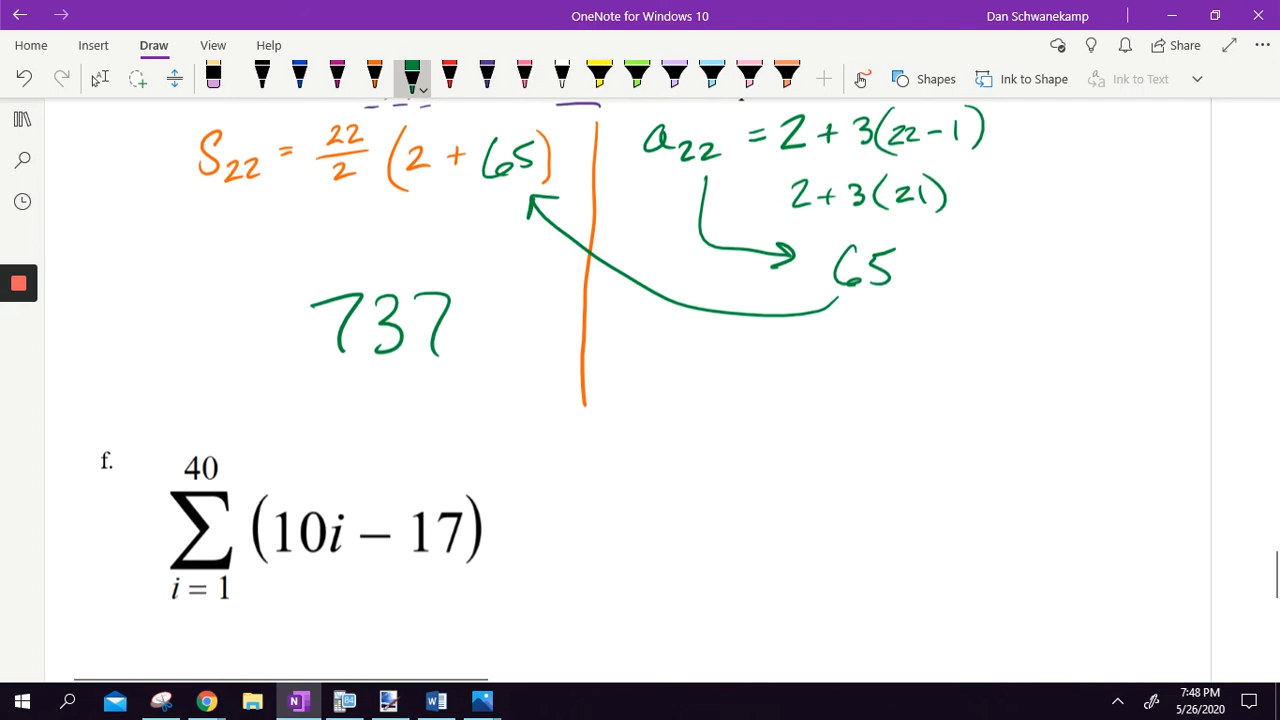 OneNote for Windows 10
Dan Schwanekamp
Home Insert Draw View Help
Share
Shapes
Ink to Shape
Ink to Text
S₂₂ = 22/2 (2 + 65)
a₂₂ = 2 + 3(22 - 1)
2 + 3(21)
65
737
f.
40
∑ (10i − 17)
i = 1
7:48 PM
5/26/2020